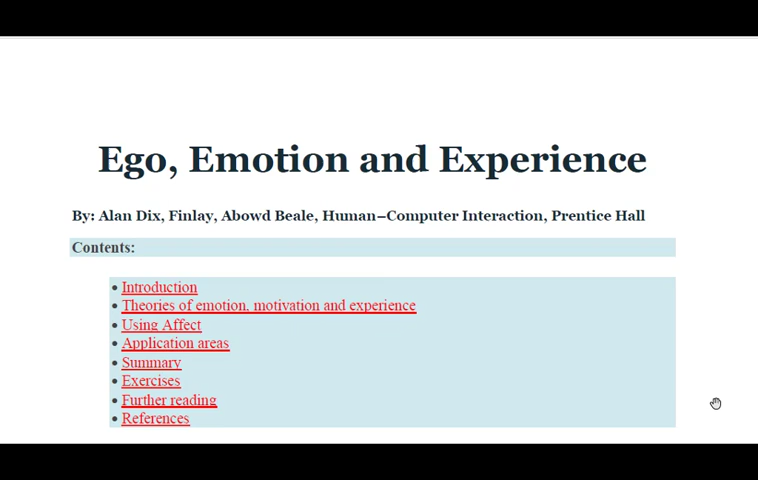 Ego, Emotion and Experience
By: Alan Dix, Finlay, Abowd Beale, Human–Computer Interaction, Prentice Hall
Contents:
• Introduction
• Theories of emotion, motivation and experience
• Using Affect
• Application areas
• Summary
• Exercises
• Further reading
• References